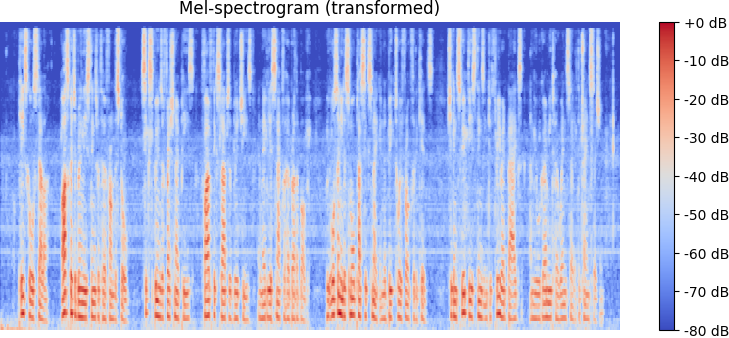 Mel-spectrogram (transformed)
+0 dB
-10 dB
-20 dB
-30 dB
-40 dB
-50 dB
-60 dB
-70 dB
-80 dB